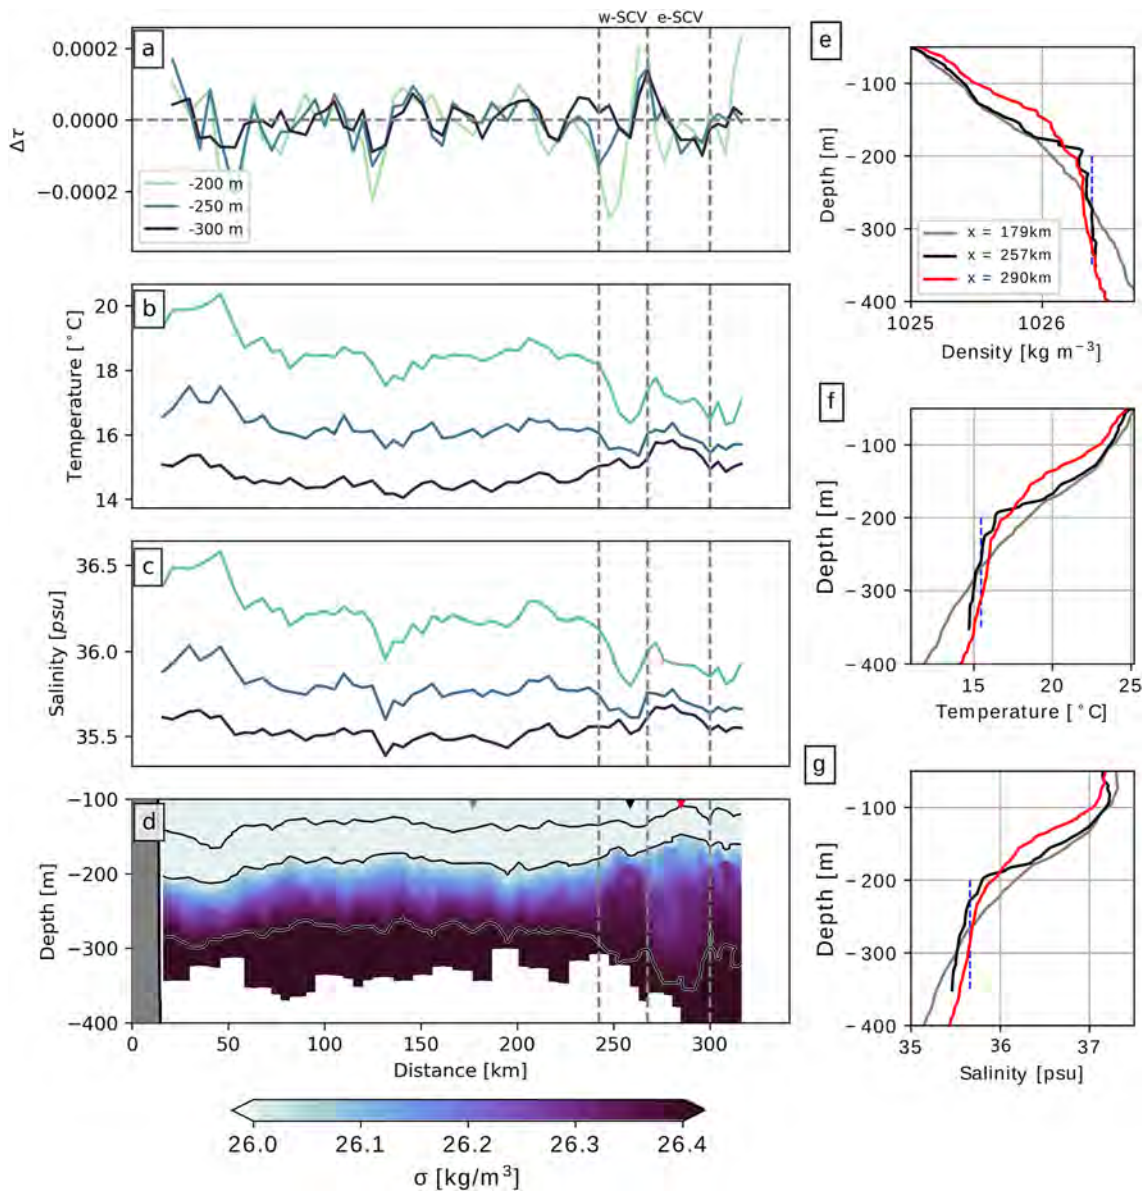 w-SCV e-SCV
a
0.0002
0.0000
−0.0002
Δτ
-200 m
-250 m
-300 m
b
20
18
16
14
Temperature [°C]
c
36.5
36.0
35.5
Salinity [psu]
d
−100
−200
−300
−400
Depth [m]
0 50 100 150 200 250 300
Distance [km]
26.0 26.1 26.2 26.3 26.4
σ [kg/m³]
e
−100
−200
−300
−400
Depth [m]
x = 179km
x = 257km
x = 290km
1025 1026
Density [kg m⁻³]
f
−100
−200
−300
−400
Depth [m]
15 20 25
Temperature [°C]
g
−100
−200
−300
−400
Depth [m]
35 36 37
Salinity [psu]